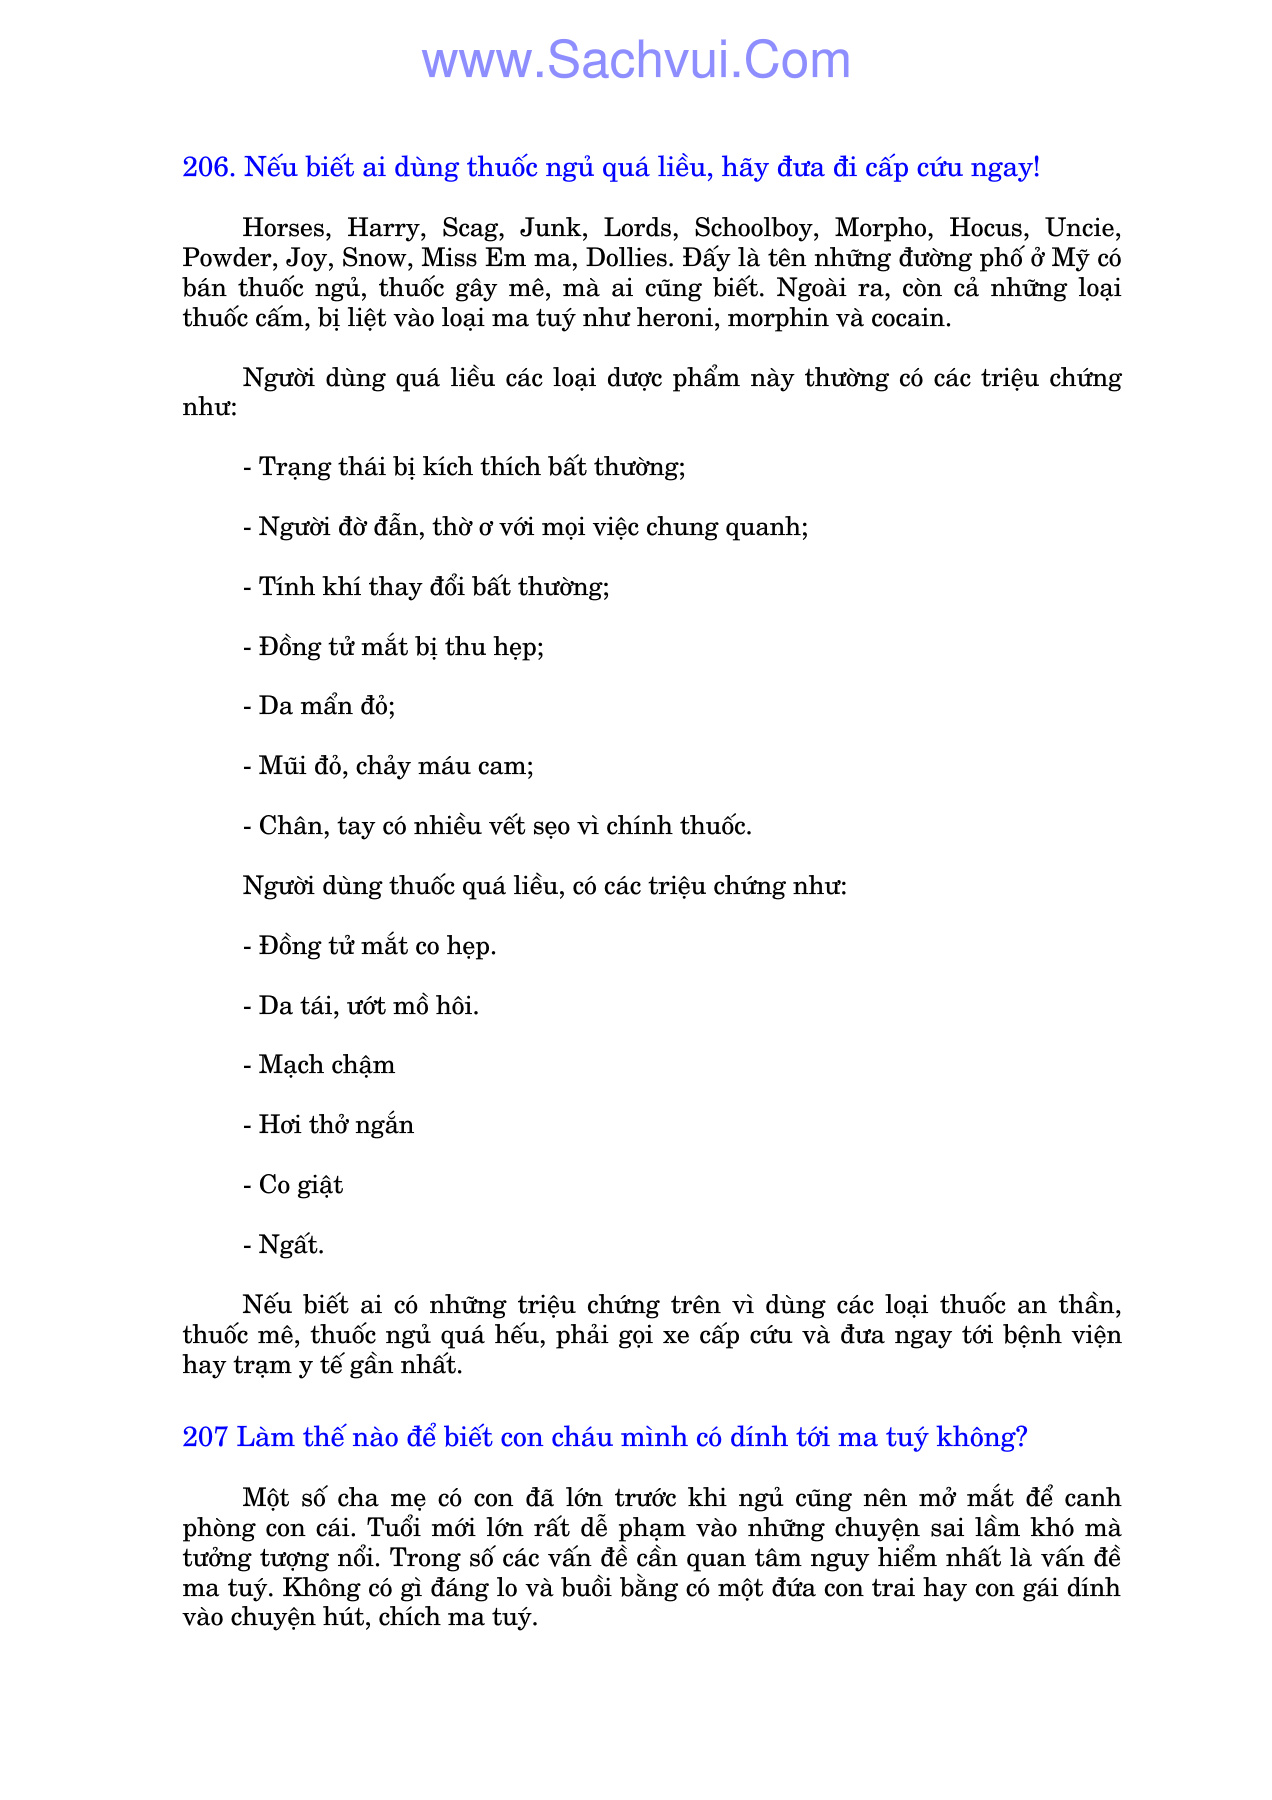 www.Sachvui.Com
206. Nếu biết ai dùng thuốc ngủ quá liều, hãy đưa đi cấp cứu ngay!
Horses, Harry, Scag, Junk, Lords, Schoolboy, Morpho, Hocus, Uncie,
Powder, Joy, Snow, Miss Em ma, Dollies. Đấy là tên những đường phố ở Mỹ có
bán thuốc ngủ, thuốc gây mê, mà ai cũng biết. Ngoài ra, còn cả những loại
thuốc cấm, bị liệt vào loại ma tuý như heroni, morphin và cocain.
Người dùng quá liều các loại dược phẩm này thường có các triệu chứng
như:
- Trạng thái bị kích thích bất thường;
- Người đờ đẫn, thờ ơ với mọi việc chung quanh;
- Tính khí thay đổi bất thường;
- Đồng tử mắt bị thu hẹp;
- Da mẩn đỏ;
- Mũi đỏ, chảy máu cam;
- Chân, tay có nhiều vết sẹo vì chính thuốc.
Người dùng thuốc quá liều, có các triệu chứng như:
- Đồng tử mắt co hẹp.
- Da tái, ướt mồ hôi.
- Mạch chậm
- Hơi thở ngắn
- Co giật
- Ngất.
Nếu biết ai có những triệu chứng trên vì dùng các loại thuốc an thần,
thuốc mê, thuốc ngủ quá hếu, phải gọi xe cấp cứu và đưa ngay tới bệnh viện
hay trạm y tế gần nhất.
207 Làm thế nào để biết con cháu mình có dính tới ma tuý không?
Một số cha mẹ có con đã lớn trước khi ngủ cũng nên mở mắt để canh
phòng con cái. Tuổi mới lớn rất dễ phạm vào những chuyện sai lầm khó mà
tưởng tượng nổi. Trong số các vấn đề cần quan tâm nguy hiểm nhất là vấn đề
ma tuý. Không có gì đáng lo và buồi bằng có một đứa con trai hay con gái dính
vào chuyện hút, chích ma tuý.